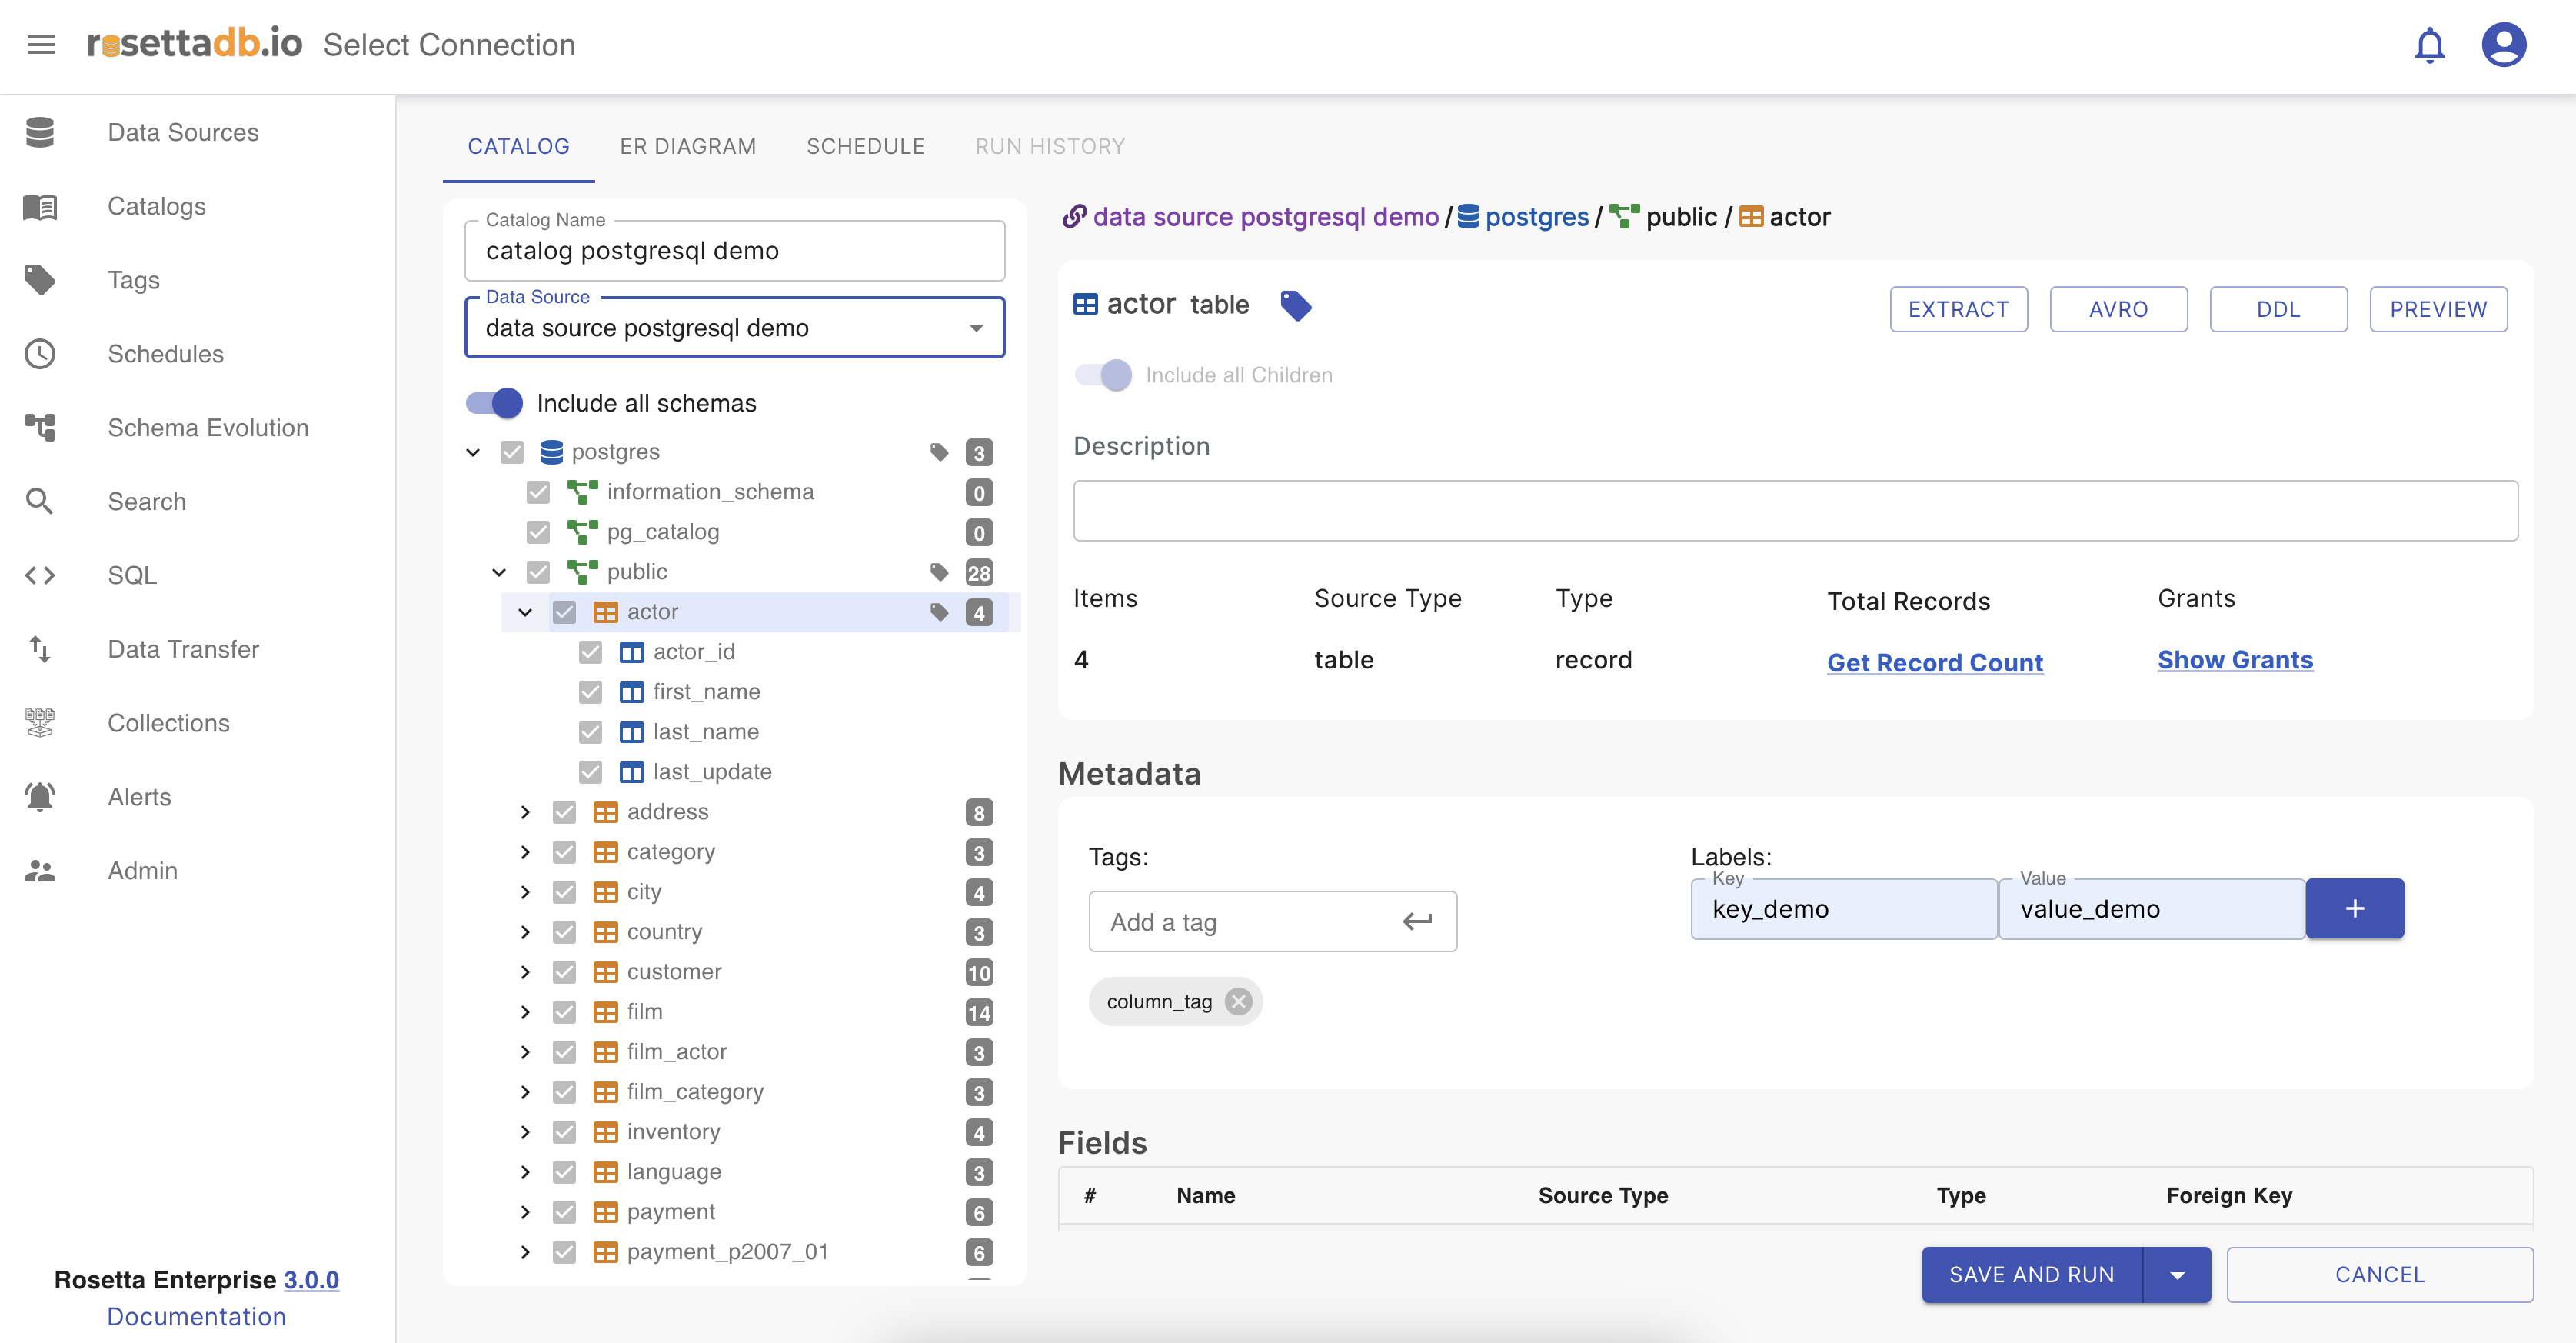 rosettadb.io Select Connection
Data Sources
Catalogs
Tags
Schedules
Schema Evolution
Search
SQL
Data Transfer
Collections
Alerts
Admin
Rosetta Enterprise 3.0.0
Documentation
CATALOG ER DIAGRAM SCHEDULE RUN HISTORY
Catalog Name
catalog postgresql demo
Data Source
data source postgresql demo
Include all schemas
postgres 3
information_schema 0
pg_catalog 0
public 28
actor 4
actor_id
first_name
last_name
last_update
address 8
category 3
city 4
country 3
customer 10
film 14
film_actor 3
film_category 3
inventory 4
language 3
payment 6
payment_p2007_01 6
data source postgresql demo / postgres / public / actor
actor table
EXTRACT AVRO DDL PREVIEW
Include all Children
Description
Items Source Type Type Total Records Grants
4 table record Get Record Count Show Grants
Metadata
Tags:
Add a tag
column_tag
Labels:
Key Value
key_demo value_demo +
Fields
# Name Source Type Type Foreign Key
SAVE AND RUN CANCEL